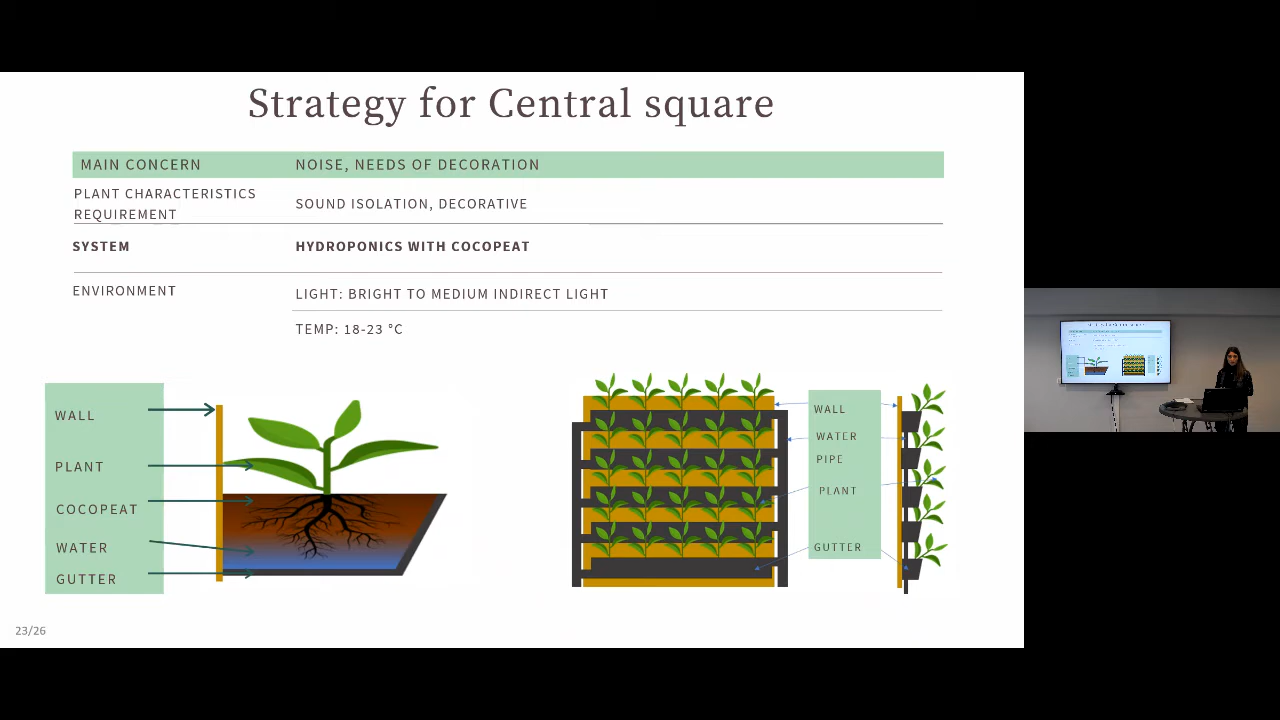 Strategy for Central square
MAIN CONCERN
NOISE, NEEDS OF DECORATION
PLANT CHARACTERISTICS
REQUIREMENT
SOUND ISOLATION, DECORATIVE
SYSTEM
HYDROPONICS WITH COCOPEAT
ENVIRONMENT
LIGHT: BRIGHT TO MEDIUM INDIRECT LIGHT
TEMP: 18-23 °C
WALL
PLANT
COCOPEAT
WATER
GUTTER
WALL
WATER
PIPE
PLANT
GUTTER
23/26